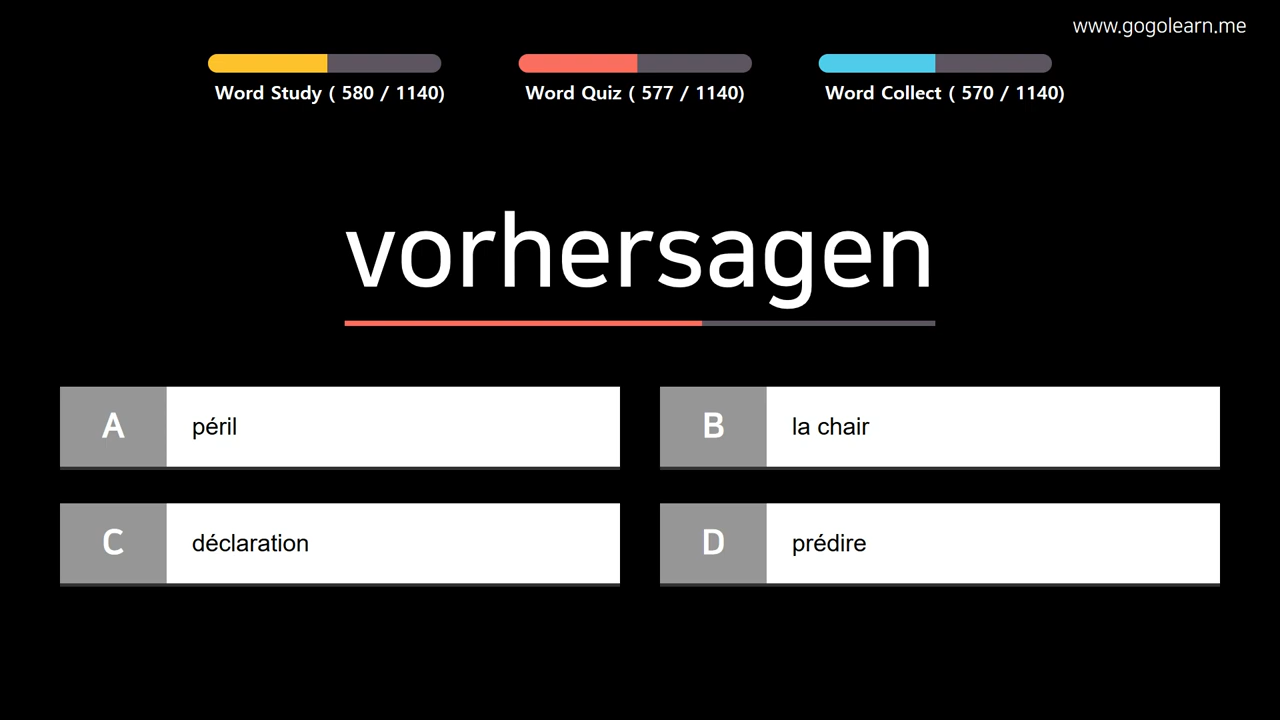 www.gogolearn.me
Word Study ( 580 / 1140)
Word Quiz ( 577 / 1140)
Word Collect ( 570 / 1140)
vorhersagen
A péril
B la chair
C déclaration
D prédire